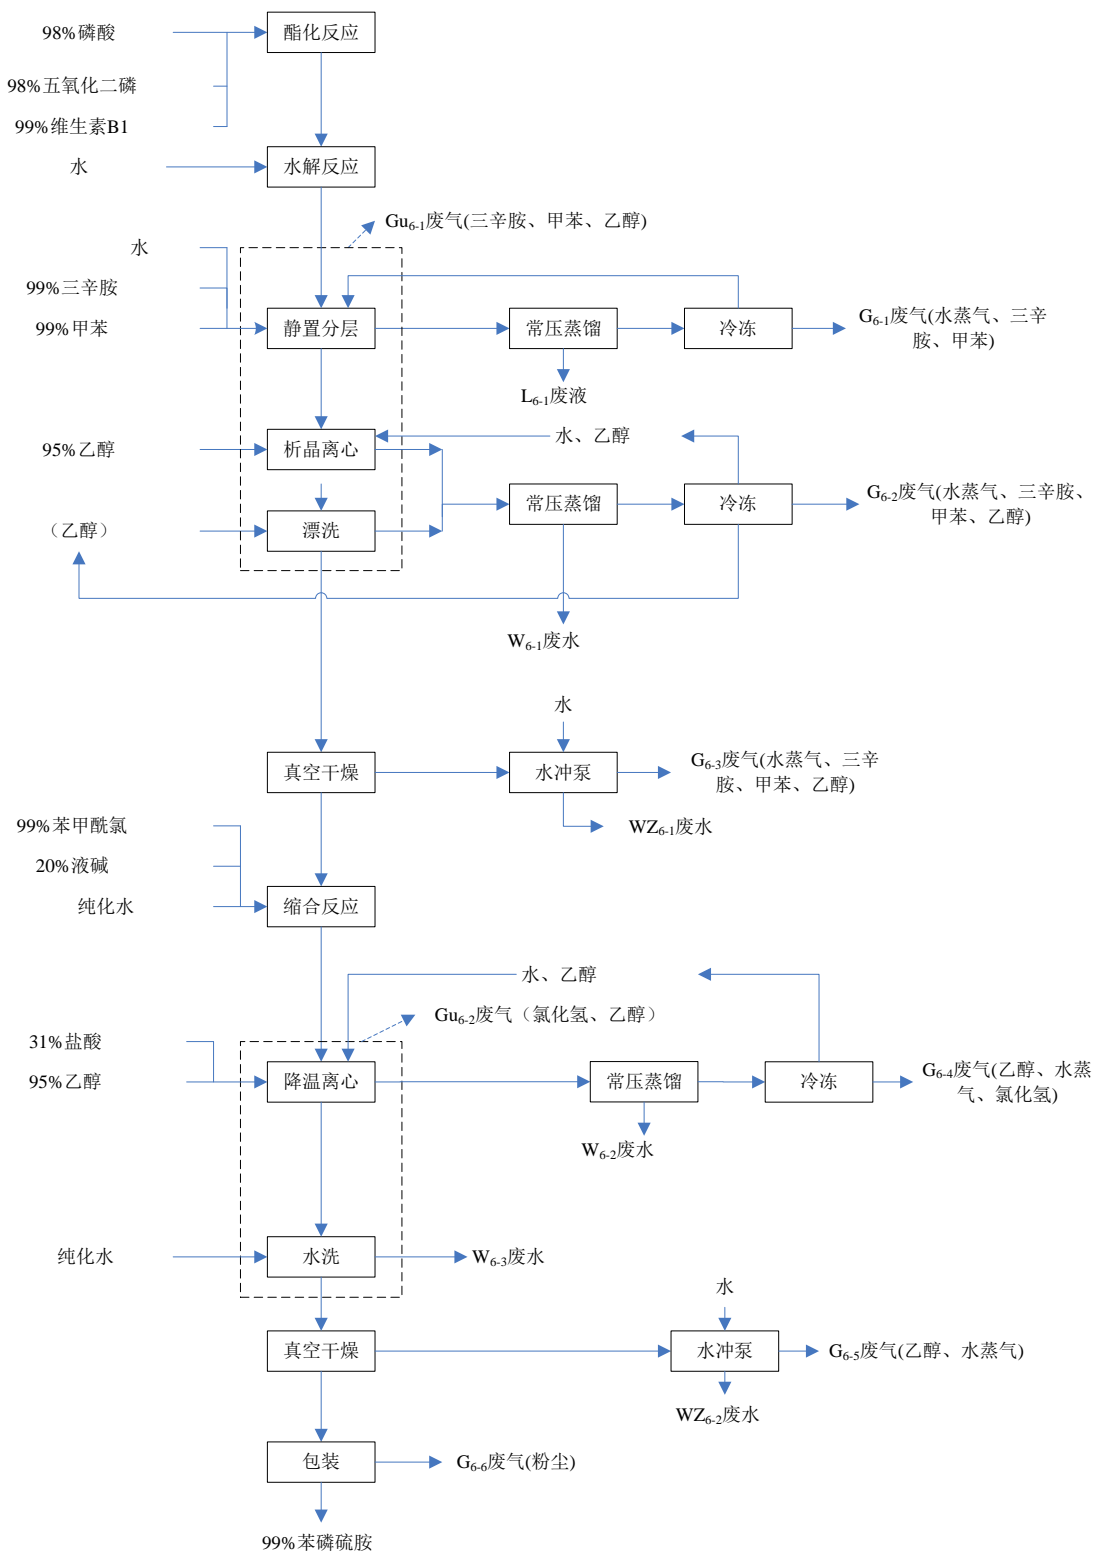 98%磷酸
酯化反应
98%五氧化二磷
99%维生素B1
水
水解反应
Gu6-1废气(三辛胺、甲苯、乙醇)
水
99%三辛胺
99%甲苯
静置分层
常压蒸馏
冷冻
G6-1废气(水蒸气、三辛
胺、甲苯)
L6-1废液
水、乙醇
95%乙醇
析晶离心
常压蒸馏
冷冻
G6-2废气(水蒸气、三辛胺、
甲苯、乙醇)
（乙醇）
漂洗
W6-1废水
水
真空干燥
水冲泵
G6-3废气(水蒸气、三辛
胺、甲苯、乙醇)
WZ6-1废水
99%苯甲酰氯
20%液碱
纯化水
缩合反应
水、乙醇
Gu6-2废气（氯化氢、乙醇）
31%盐酸
95%乙醇
降温离心
常压蒸馏
冷冻
G6-4废气(乙醇、水蒸
气、氯化氢)
W6-2废水
纯化水
水洗
W6-3废水
水
真空干燥
水冲泵
G6-5废气(乙醇、水蒸气)
WZ6-2废水
包装
G6-6废气(粉尘)
99%苯磷硫胺